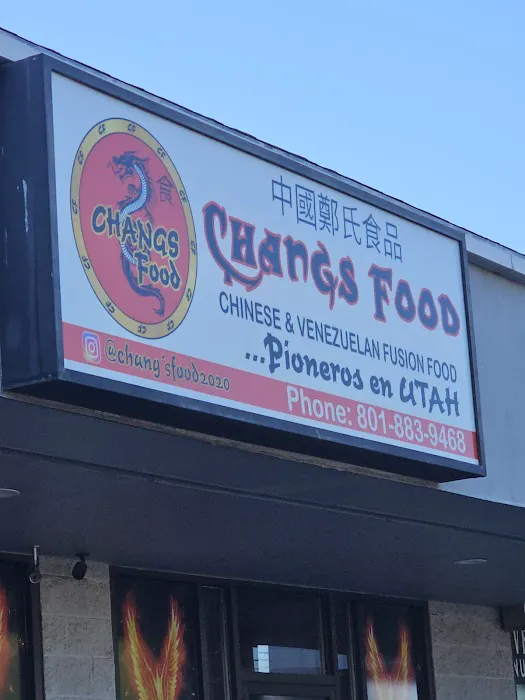 食
CHANGS
Food
中國鄭氏食品
CHANGS FOOD
CHINESE & VENEZUELAN FUSION FOOD
...Pioneros en UTAH
@chang'sfood2020
Phone: 801-883-9468